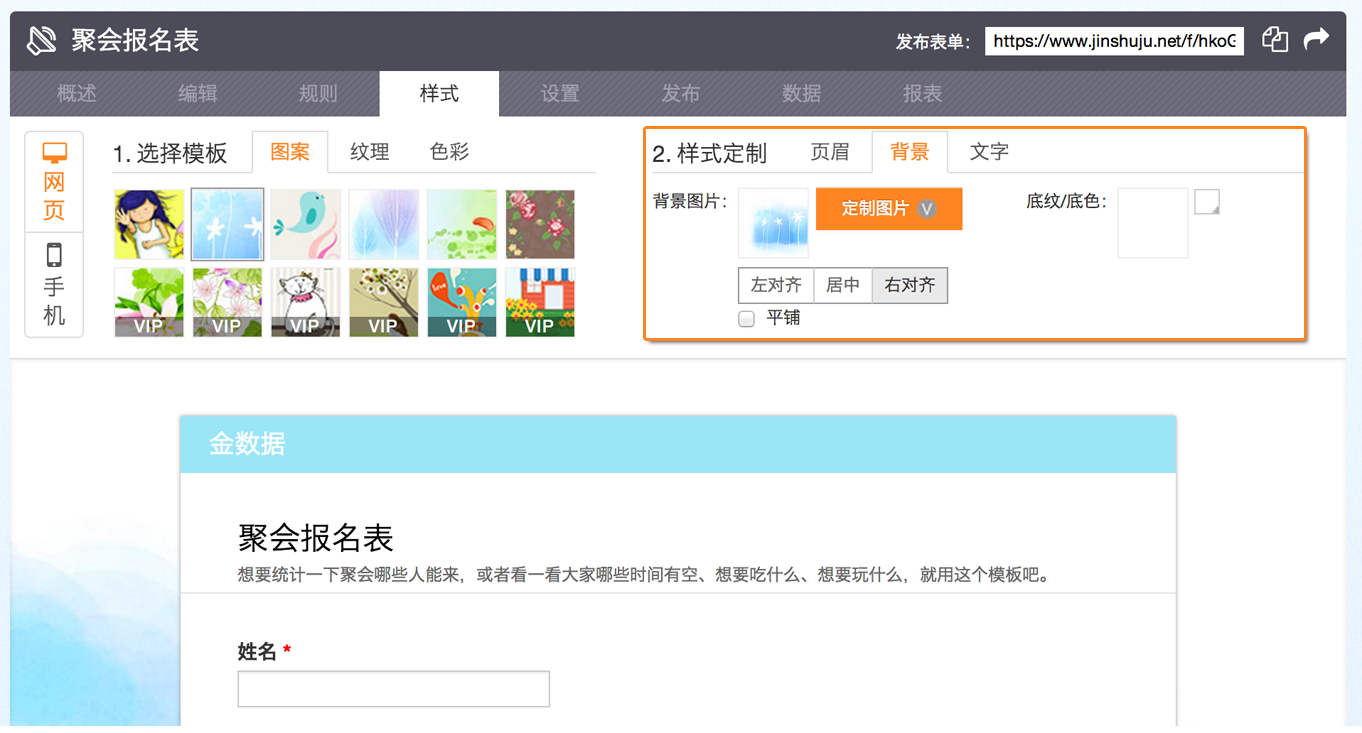 聚会报名表
发布表单: https://www.jinshuju.net/f/hkoG
概述 编辑 规则 样式 设置 发布 数据 报表
网页
手机
1. 选择模板 图案 纹理 色彩
love
VIP VIP VIP VIP VIP VIP
2. 样式定制 页眉 背景 文字
背景图片: 定制图片 V 底纹/底色:
左对齐 居中 右对齐
平铺
金数据
聚会报名表
想要统计一下聚会哪些人能来，或者看一看大家哪些时间有空、想要吃什么、想要玩什么，就用这个模板吧。
姓名 *